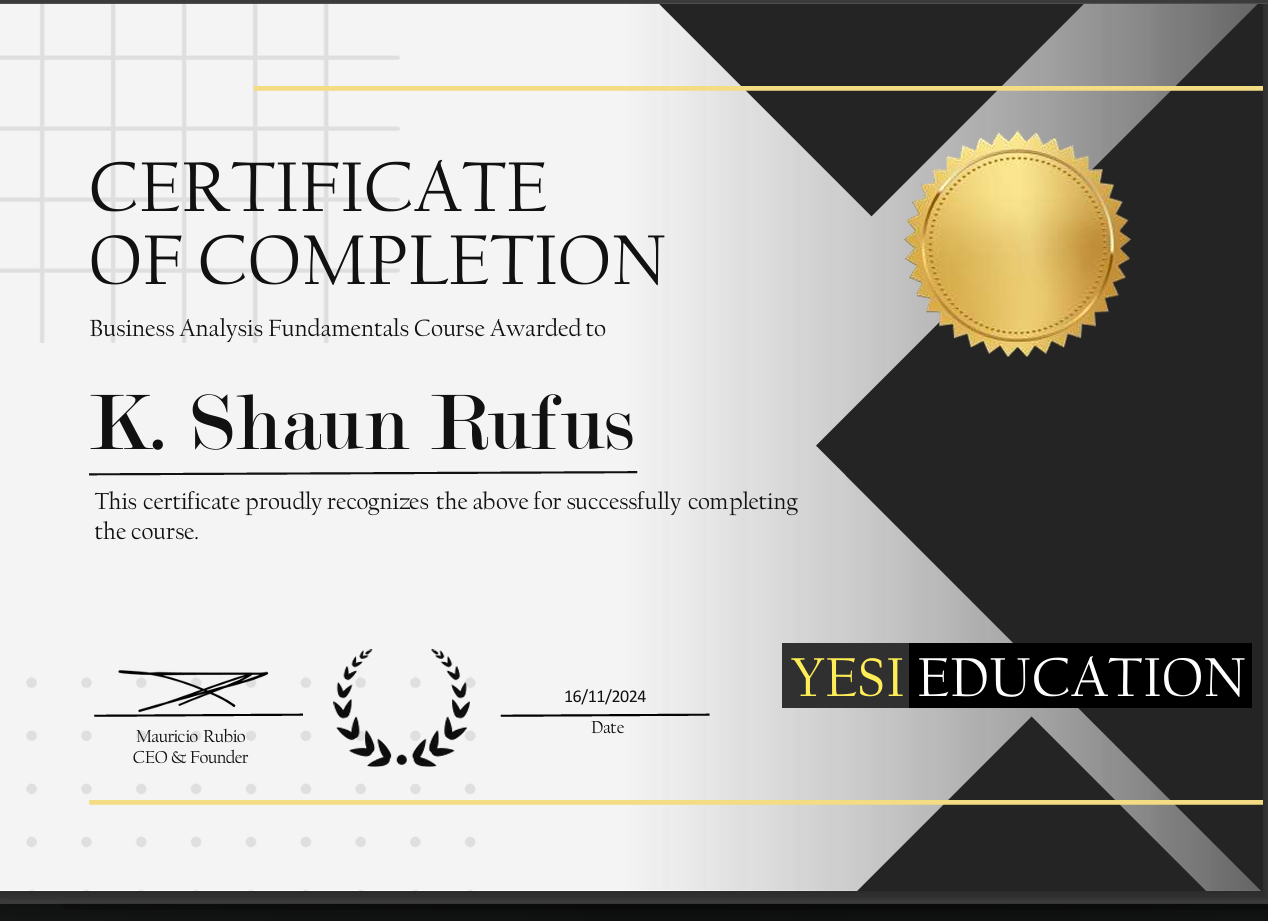 CERTIFICATE
OF COMPLETION
Business Analysis Fundamentals Course Awarded to
K. Shaun Rufus
This certificate proudly recognizes the above for successfully completing
the course.
YESI EDUCATION
16/11/2024
Mauricio Rubio
Date
CEO & Founder